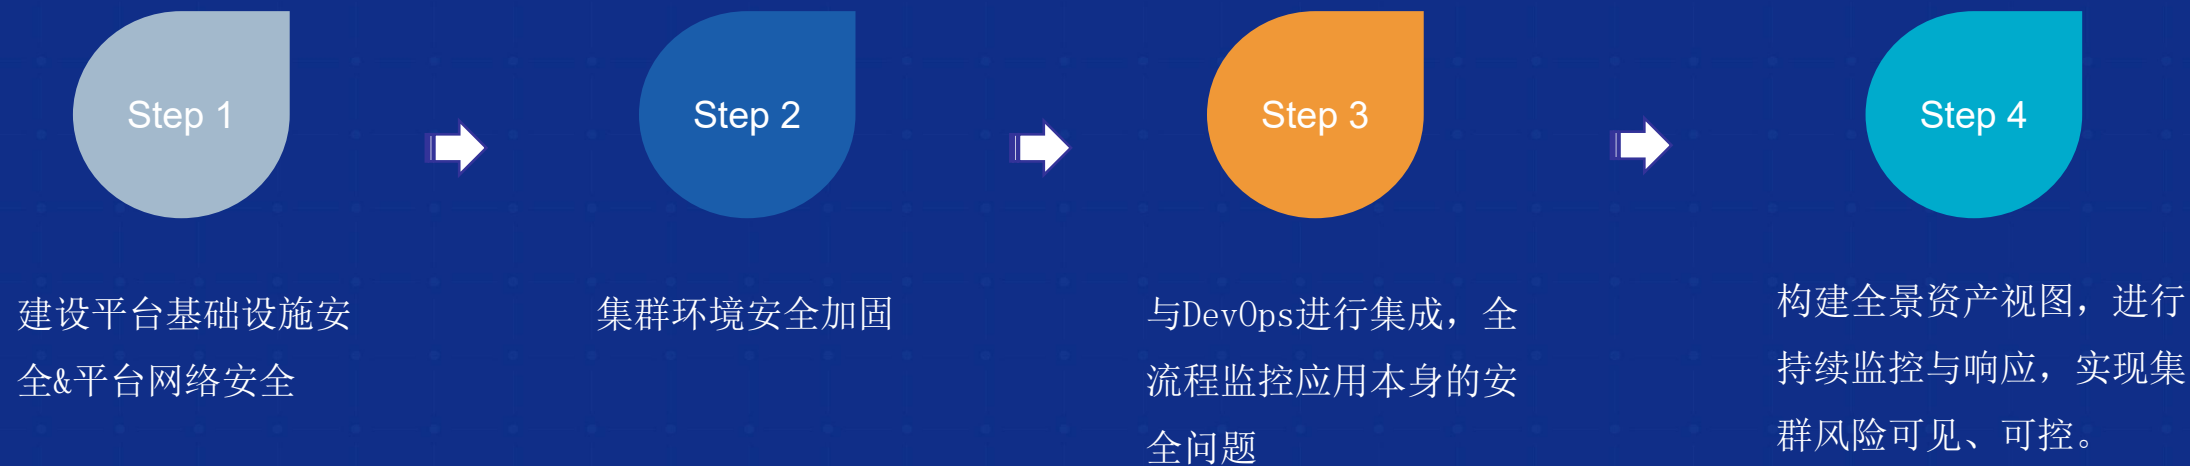 Step 1
建设平台基础设施安
全&平台网络安全
Step 2
集群环境安全加固
Step 3
与DevOps进行集成，全
流程监控应用本身的安
全问题
Step 4
构建全景资产视图，进行
持续监控与响应，实现集
群风险可见、可控。